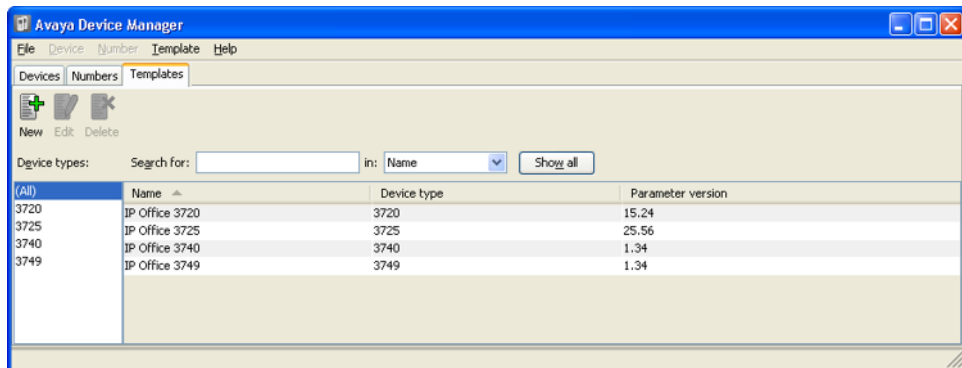 Avaya Device Manager
File Device Number Template Help
Devices Numbers Templates
New Edit Delete
Device types: Search for: in: Name Show all
(All) Name Device type Parameter version
3720 IP Office 3720 3720 15.24
3725 IP Office 3725 3725 25.56
3740 IP Office 3740 3740 1.34
3749 IP Office 3749 3749 1.34